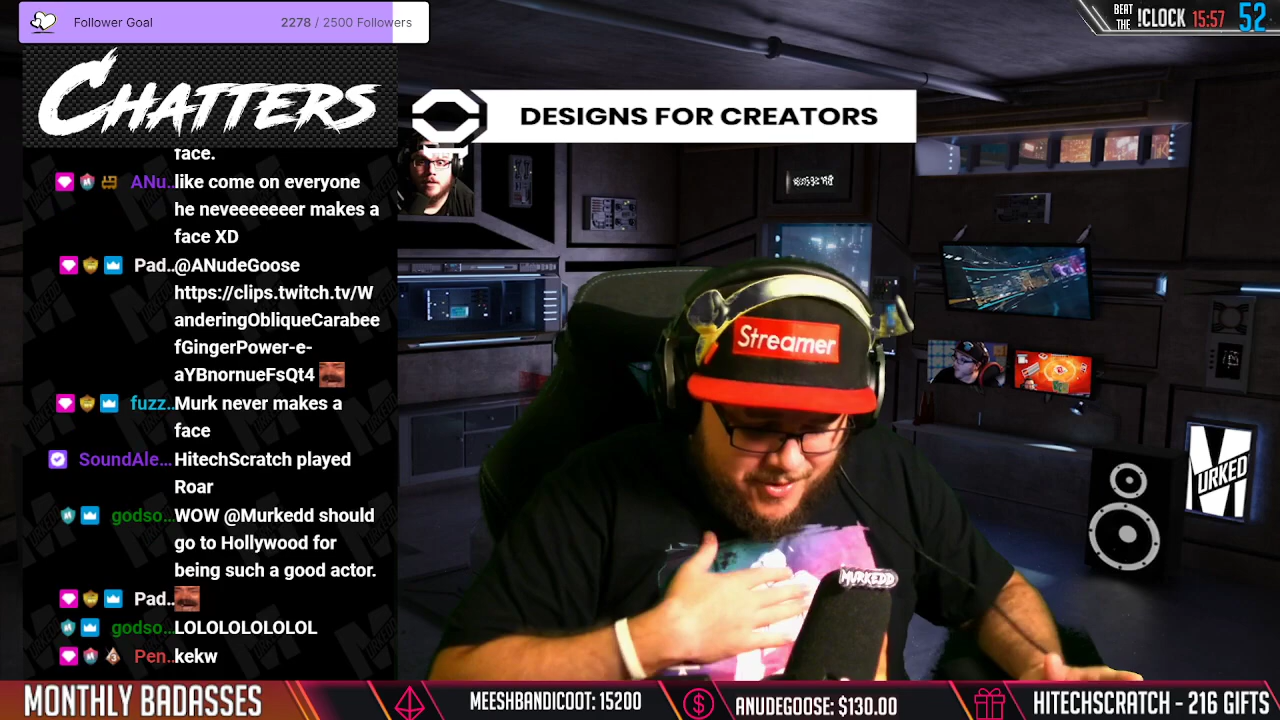 Follower Goal
2278 / 2500 Followers
BEAT THE !CLOCK 15:57 52
CHATTERS
DESIGNS FOR CREATORS
face.
ANu.. like come on everyone
he neveeeeeeer makes a
face XD
Pad.. @ANudeGoose
https://clips.twitch.tv/W
anderingObliqueCarabee
fGingerPower-e-
aYBnornueFsQt4
fuzz.. Murk never makes a
face
SoundAle... HitechScratch played
Roar
godso... WOW @Murkedd should
go to Hollywood for
being such a good actor.
Pad..
godso... LOLOLOLOLOLOL
Pen.. kekw
Streamer
MURKEDD
MURKED
MONTHLY BADASSES
MEESHBANDICOOT: 15200
ANUDEGOOSE: $130.00
HITECHSCRATCH - 216 GIFTS